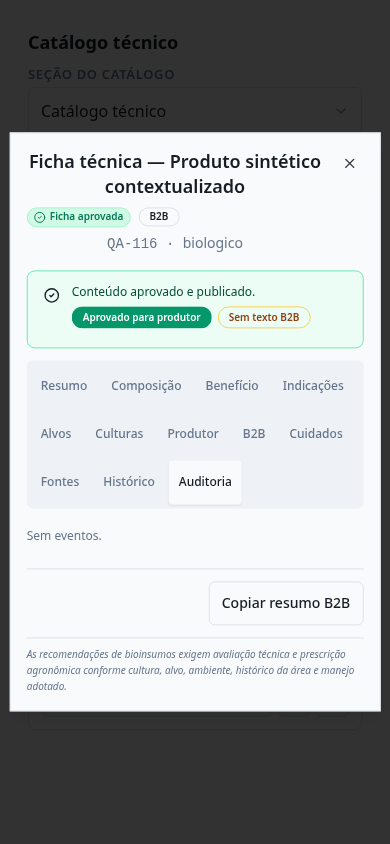 Catálogo técnico
SEÇÃO DO CATÁLOGO
Catálogo técnico
Ficha técnica — Produto sintético
contextualizado
Ficha aprovada
B2B
QA-116 · biologico
Conteúdo aprovado e publicado.
Aprovado para produtor
Sem texto B2B
Resumo Composição Benefício Indicações
Alvos Culturas Produtor B2B Cuidados
Fontes Histórico Auditoria
Sem eventos.
Copiar resumo B2B
As recomendações de bioinsumos exigem avaliação técnica e prescrição
agronômica conforme cultura, alvo, ambiente, histórico da área e manejo
adotado.